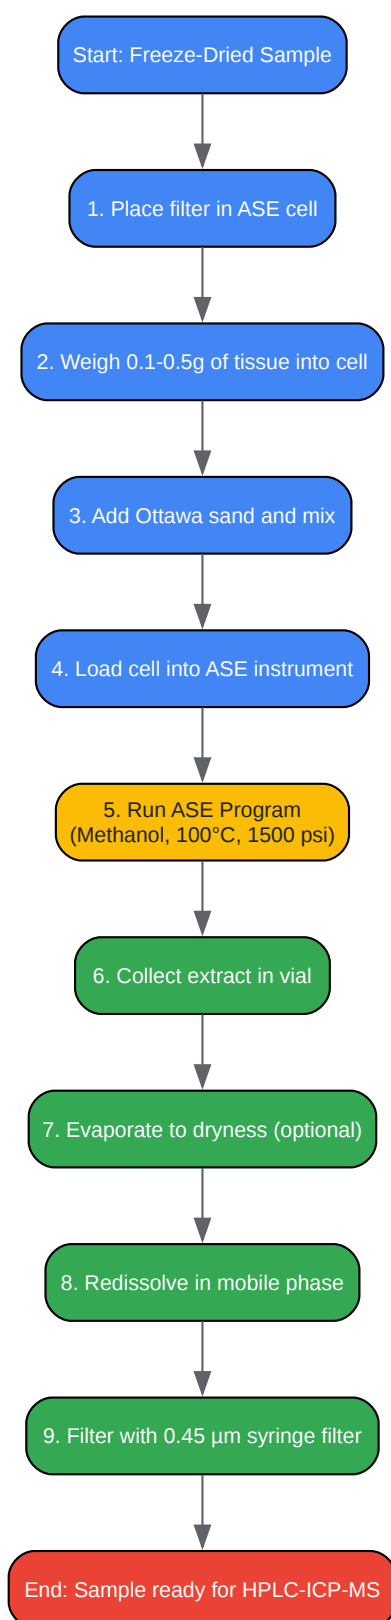 Start: Freeze-Dried Sample
1. Place filter in ASE cell
2. Weigh 0.1-0.5g of tissue into cell
3. Add Ottawa sand and mix
4. Load cell into ASE instrument
5. Run ASE Program
(Methanol, 100°C, 1500 psi)
6. Collect extract in vial
7. Evaporate to dryness (optional)
8. Redissolve in mobile phase
9. Filter with 0.45 µm syringe filter
End: Sample ready for HPLC-ICP-MS